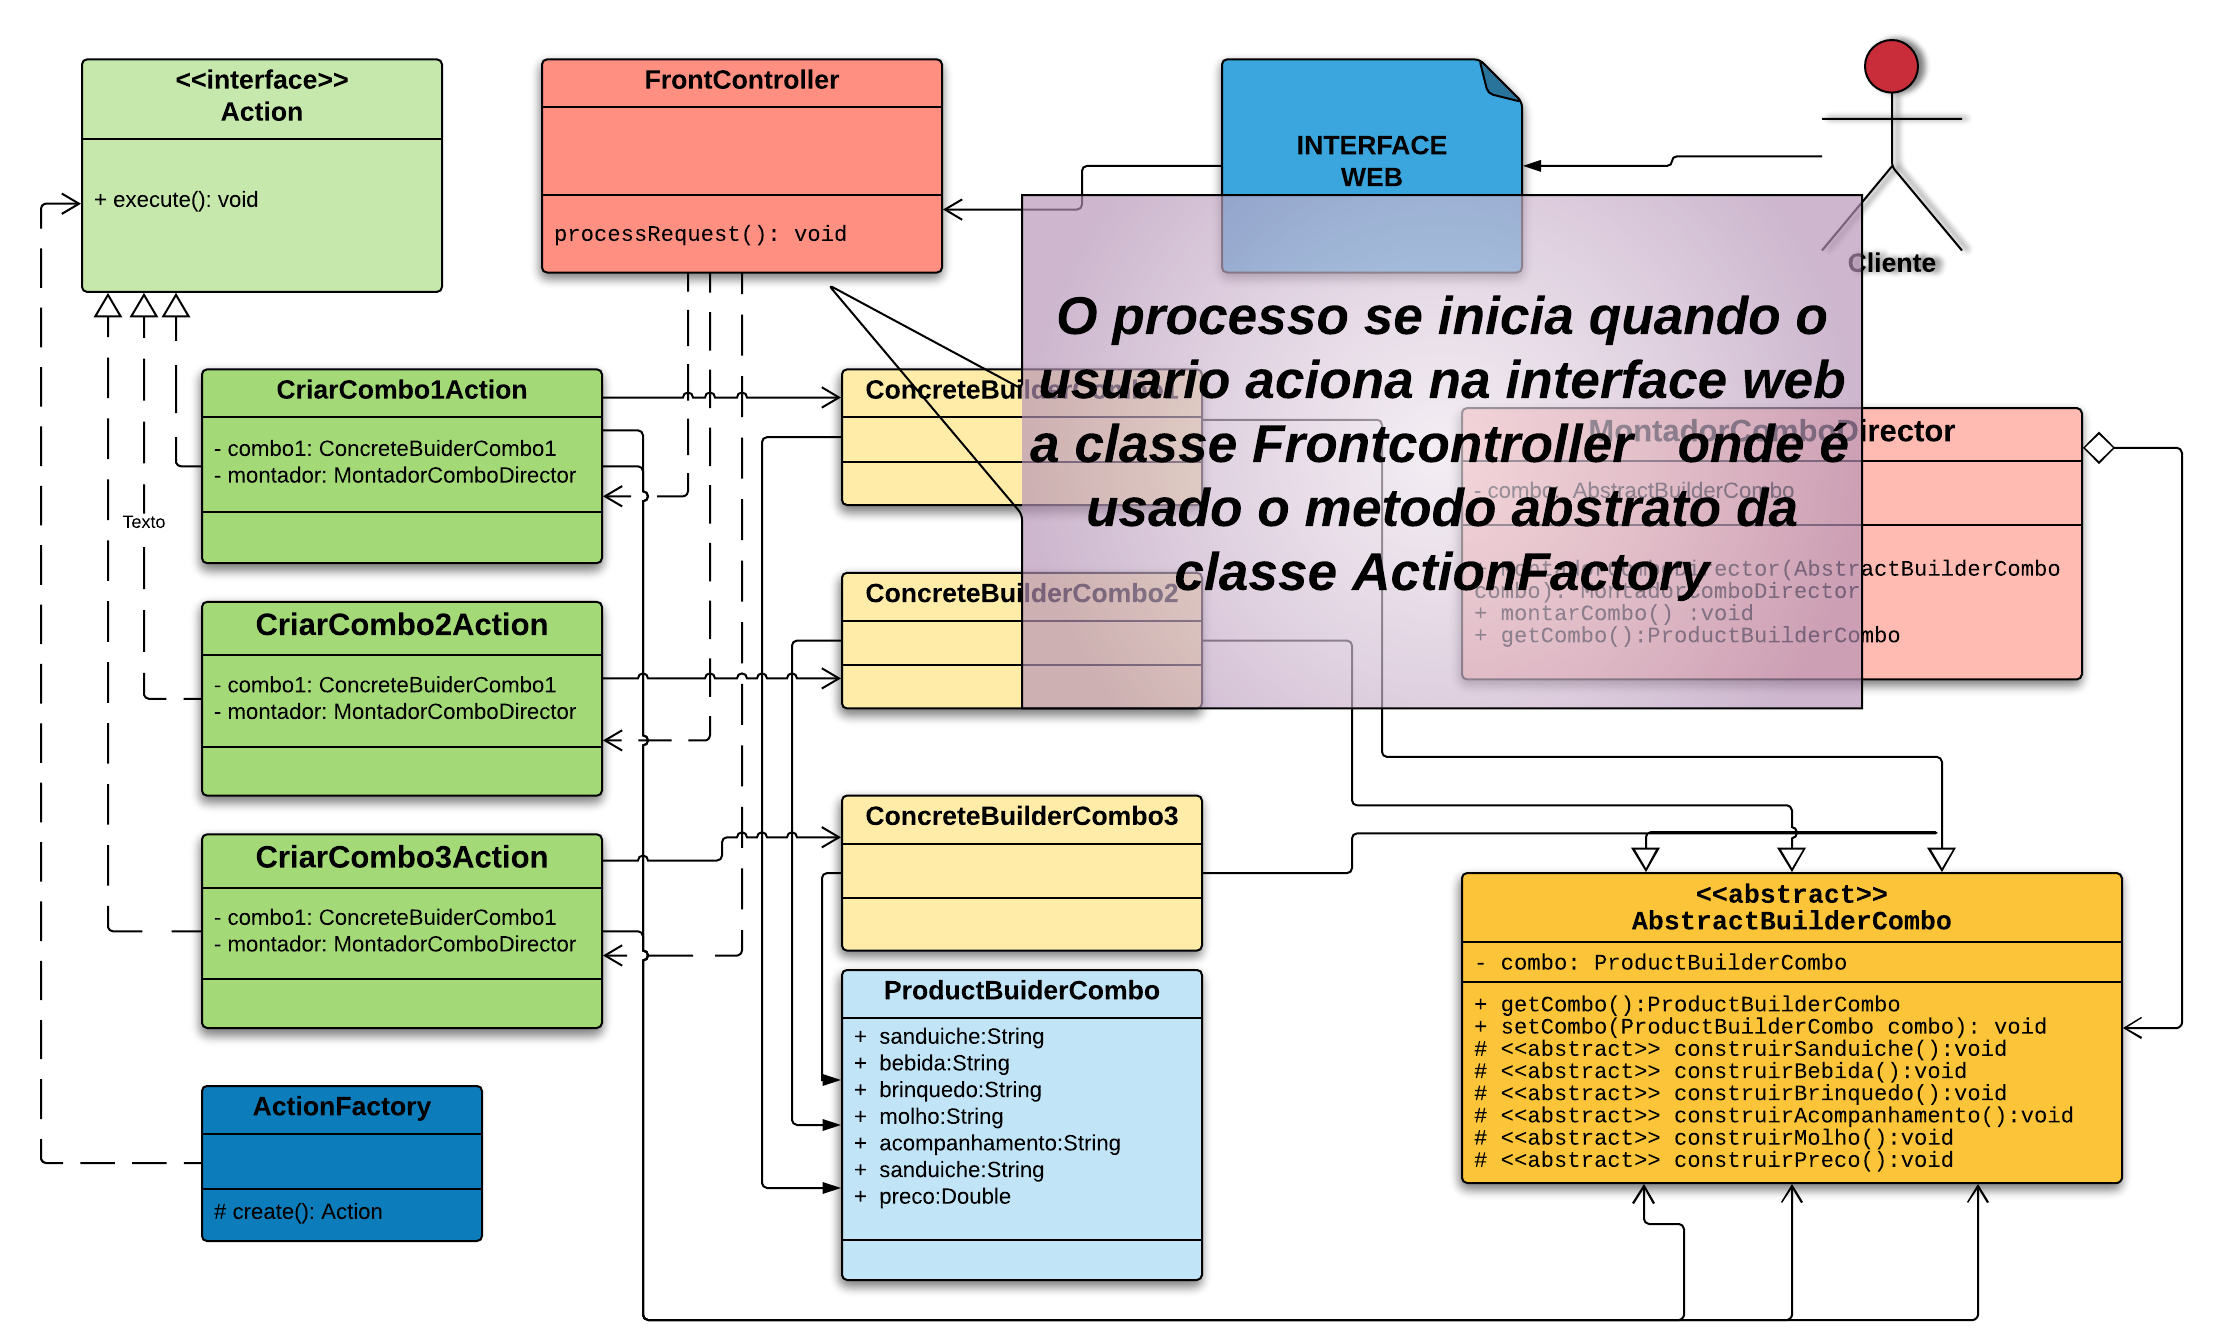 <<interface>>
Action
+ execute(): void
FrontController
processRequest(): void
INTERFACE
WEB
Cliente
O processo se inicia quando o
usuario aciona na interface web
a classe Frontcontroller onde é
usado o metodo abstrato da
classe ActionFactory
CriarCombo1Action
- combo1: ConcreteBuiderCombo1
- montador: MontadorComboDirector
Texto
CriarCombo2Action
- combo1: ConcreteBuiderCombo1
- montador: MontadorComboDirector
CriarCombo3Action
- combo1: ConcreteBuiderCombo1
- montador: MontadorComboDirector
ActionFactory
# create(): Action
ConcreteBuilderCombo1
ConcreteBuilderCombo2
ConcreteBuilderCombo3
ProductBuiderCombo
+ sanduiche:String
+ bebida:String
+ brinquedo:String
+ molho:String
+ acompanhamento:String
+ sanduiche:String
+ preco:Double
MontadorComboDirector
- combo: AbstractBuilderCombo
+ MontadorComboDirector(AbstractBuilderCombo
combo): MontadorComboDirector
+ montarCombo() :void
+ getCombo():ProductBuilderCombo
<<abstract>>
AbstractBuilderCombo
- combo: ProductBuilderCombo
+ getCombo():ProductBuilderCombo
+ setCombo(ProductBuilderCombo combo): void
# <<abstract>> construirSanduiche():void
# <<abstract>> construirBebida():void
# <<abstract>> construirBrinquedo():void
# <<abstract>> construirAcompanhamento():void
# <<abstract>> construirMolho():void
# <<abstract>> construirPreco():void